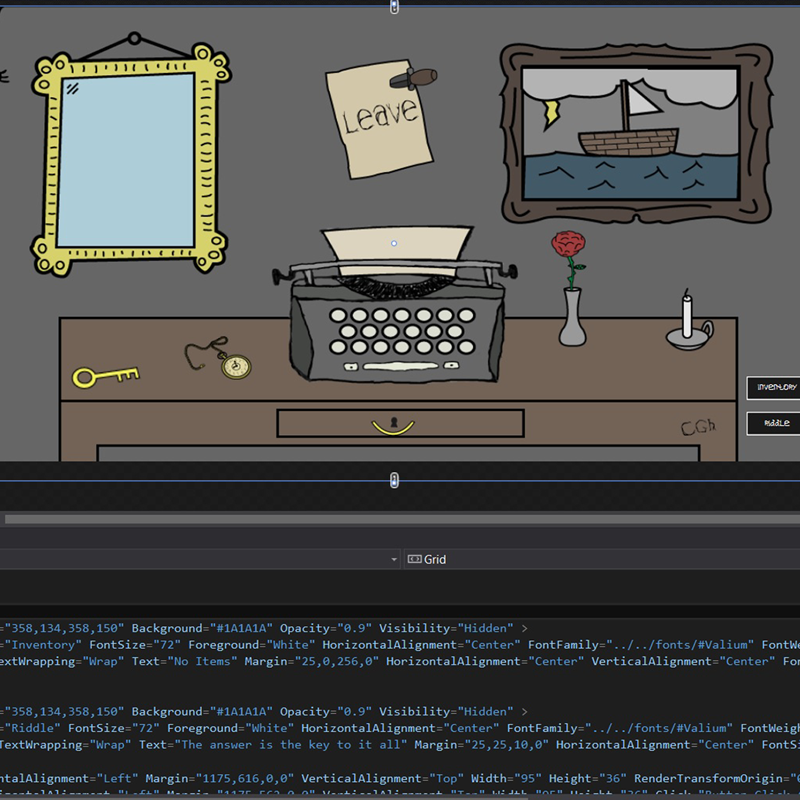 Leave
CGh
Inventory
Riddle
Grid
="358,134,358,150" Background="#1A1A1A" Opacity="0.9" Visibility="Hidden" >
="Inventory" FontSize="72" Foreground="White" HorizontalAlignment="Center" FontFamily="../../fonts/#Valium" FontWe
extWrapping="Wrap" Text="No Items" Margin="25,0,256,0" HorizontalAlignment="Center" VerticalAlignment="Center" Fon
="358,134,358,150" Background="#1A1A1A" Opacity="0.9" Visibility="Hidden" >
="Riddle" FontSize="72" Foreground="White" HorizontalAlignment="Center" FontFamily="../../fonts/#Valium" FontWeigh
TextWrapping="Wrap" Text="The answer is the key to it all" Margin="25,25,10,0" HorizontalAlignment="Center" FontSi
ntalAlignment="Left" Margin="1175,616,0,0" VerticalAlignment="Top" Width="95" Height="36" RenderTransformOrigin="0